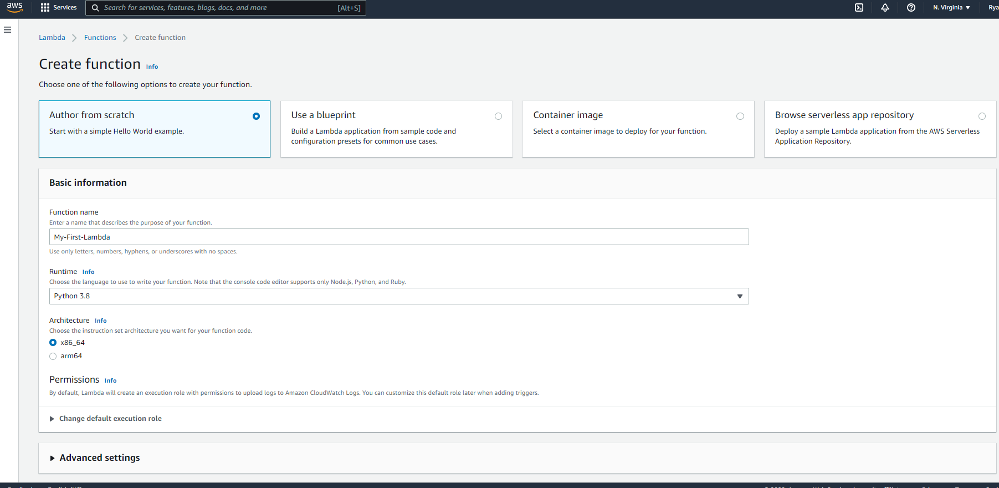 aws
Services
Search for services, features, blogs, docs, and more
[Alt+S]
N. Virginia
Rya
Lambda
Functions
Create function
Create function Info
Choose one of the following options to create your function.
Author from scratch
Start with a simple Hello World example.
Use a blueprint
Build a Lambda application from sample code and
configuration presets for common use cases.
Container image
Select a container image to deploy for your function.
Browse serverless app repository
Deploy a sample Lambda application from the AWS Serverless
Application Repository.
Basic information
Function name
Enter a name that describes the purpose of your function.
My-First-Lambda
Use only letters, numbers, hyphens, or underscores with no spaces.
Runtime Info
Choose the language to use to write your function. Note that the console code editor supports only Node.js, Python, and Ruby.
Python 3.8
Architecture Info
Choose the instruction set architecture you want for your function code.
x86_64
arm64
Permissions Info
By default, Lambda will create an execution role with permissions to upload logs to Amazon CloudWatch Logs. You can customize this default role later when adding triggers.
Change default execution role
Advanced settings